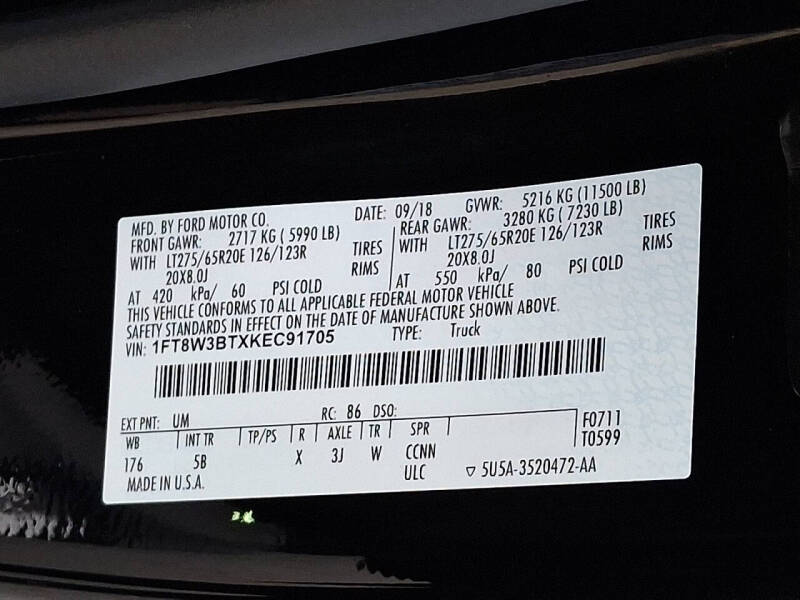 MFD. BY FORD MOTOR CO. DATE: 09/18 GVWR: 5216 KG (11500 LB)
FRONT GAWR: 2717 KG ( 5990 LB) REAR GAWR: 3280 KG ( 7230 LB)
WITH LT275/65R20E 126/123R TIRES WITH LT275/65R20E 126/123R TIRES
20X8.0J RIMS 20X8.0J RIMS
AT 420 kPa/ 60 PSI COLD AT 550 kPa/ 80 PSI COLD
THIS VEHICLE CONFORMS TO ALL APPLICABLE FEDERAL MOTOR VEHICLE
SAFETY STANDARDS IN EFFECT ON THE DATE OF MANUFACTURE SHOWN ABOVE.
VIN: 1FT8W3BTXKEC91705 TYPE: Truck
EXT PNT: UM RC: 86 DSO: F0711
WB INT TR TP/PS R AXLE TR SPR T0599
176 5B X 3J W CCNN
MADE IN U.S.A. ULC ▽ 5U5A-3520472-AA